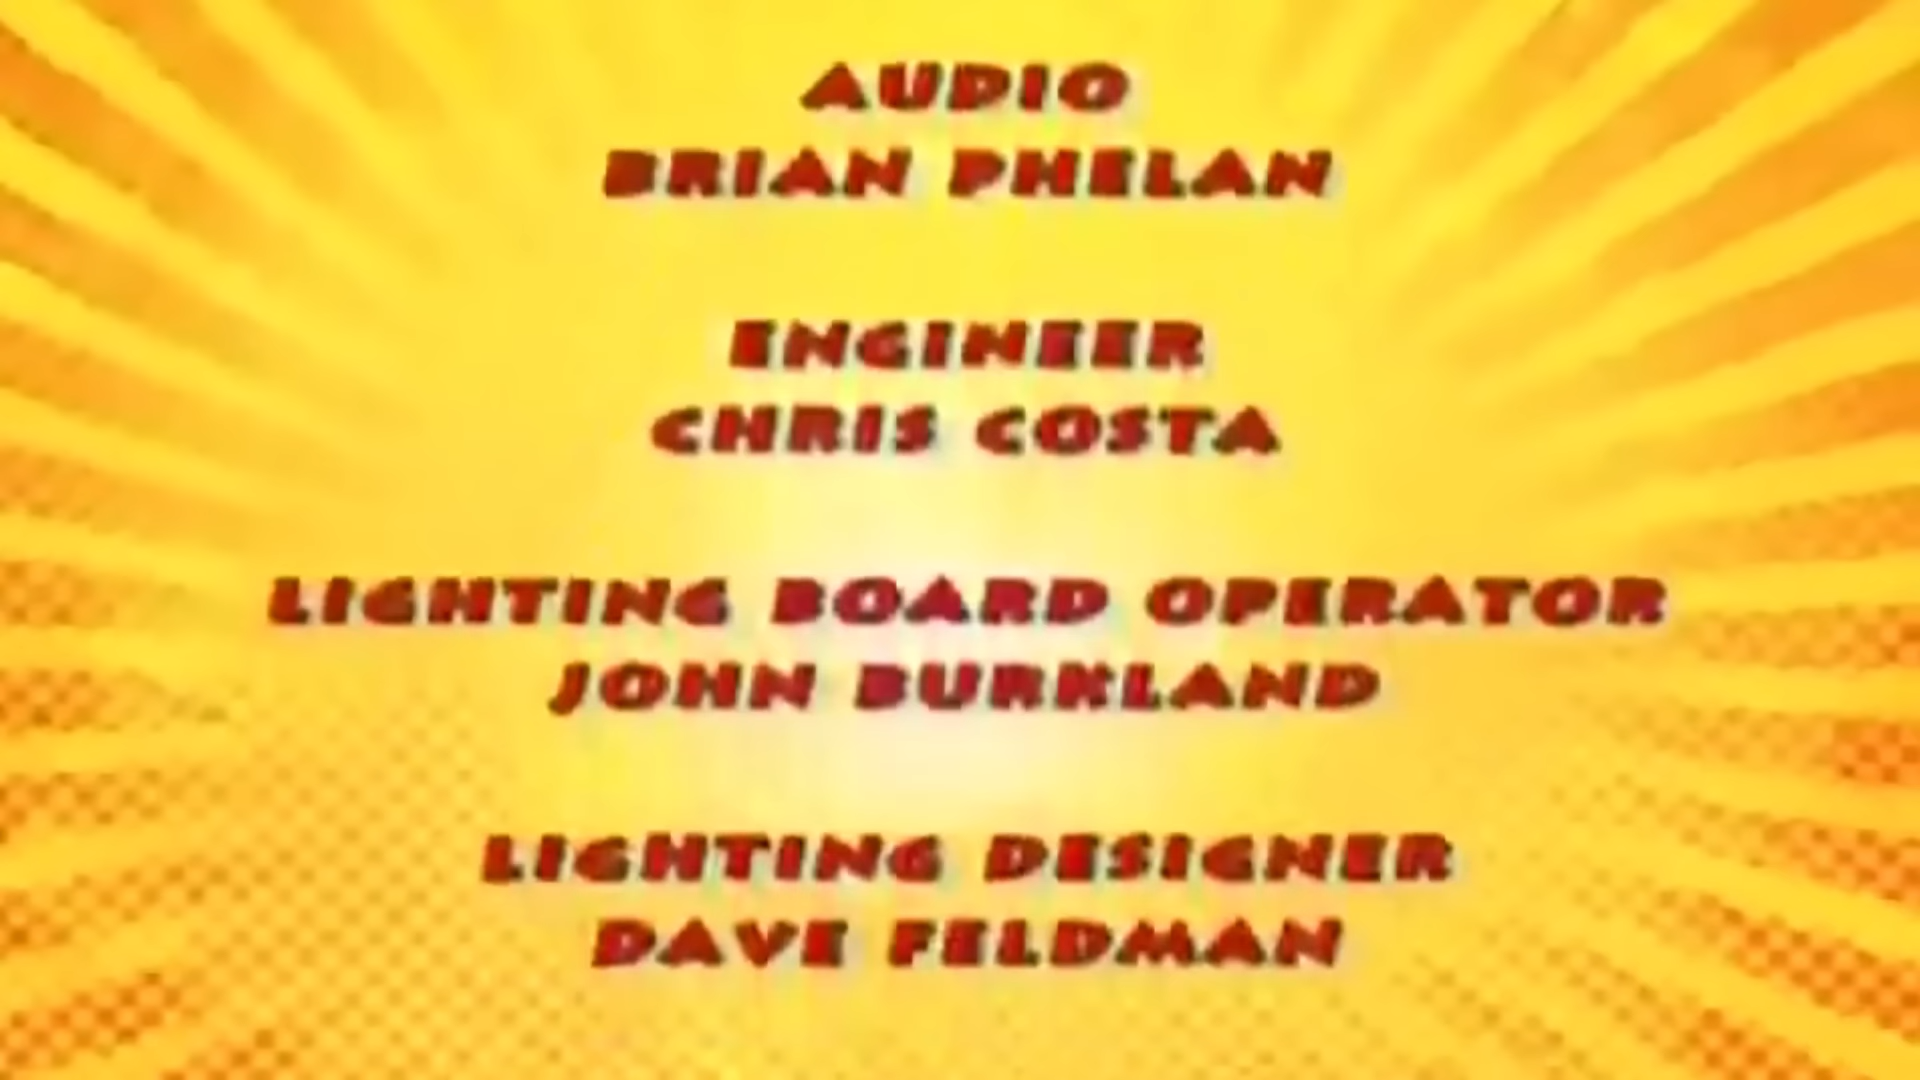 AUDIO
BRIAN PHELAN
ENGINEER
CHRIS COSTA
LIGHTING BOARD OPERATOR
JOHN BURKLAND
LIGHTING DESIGNER
DAVE FELDMAN